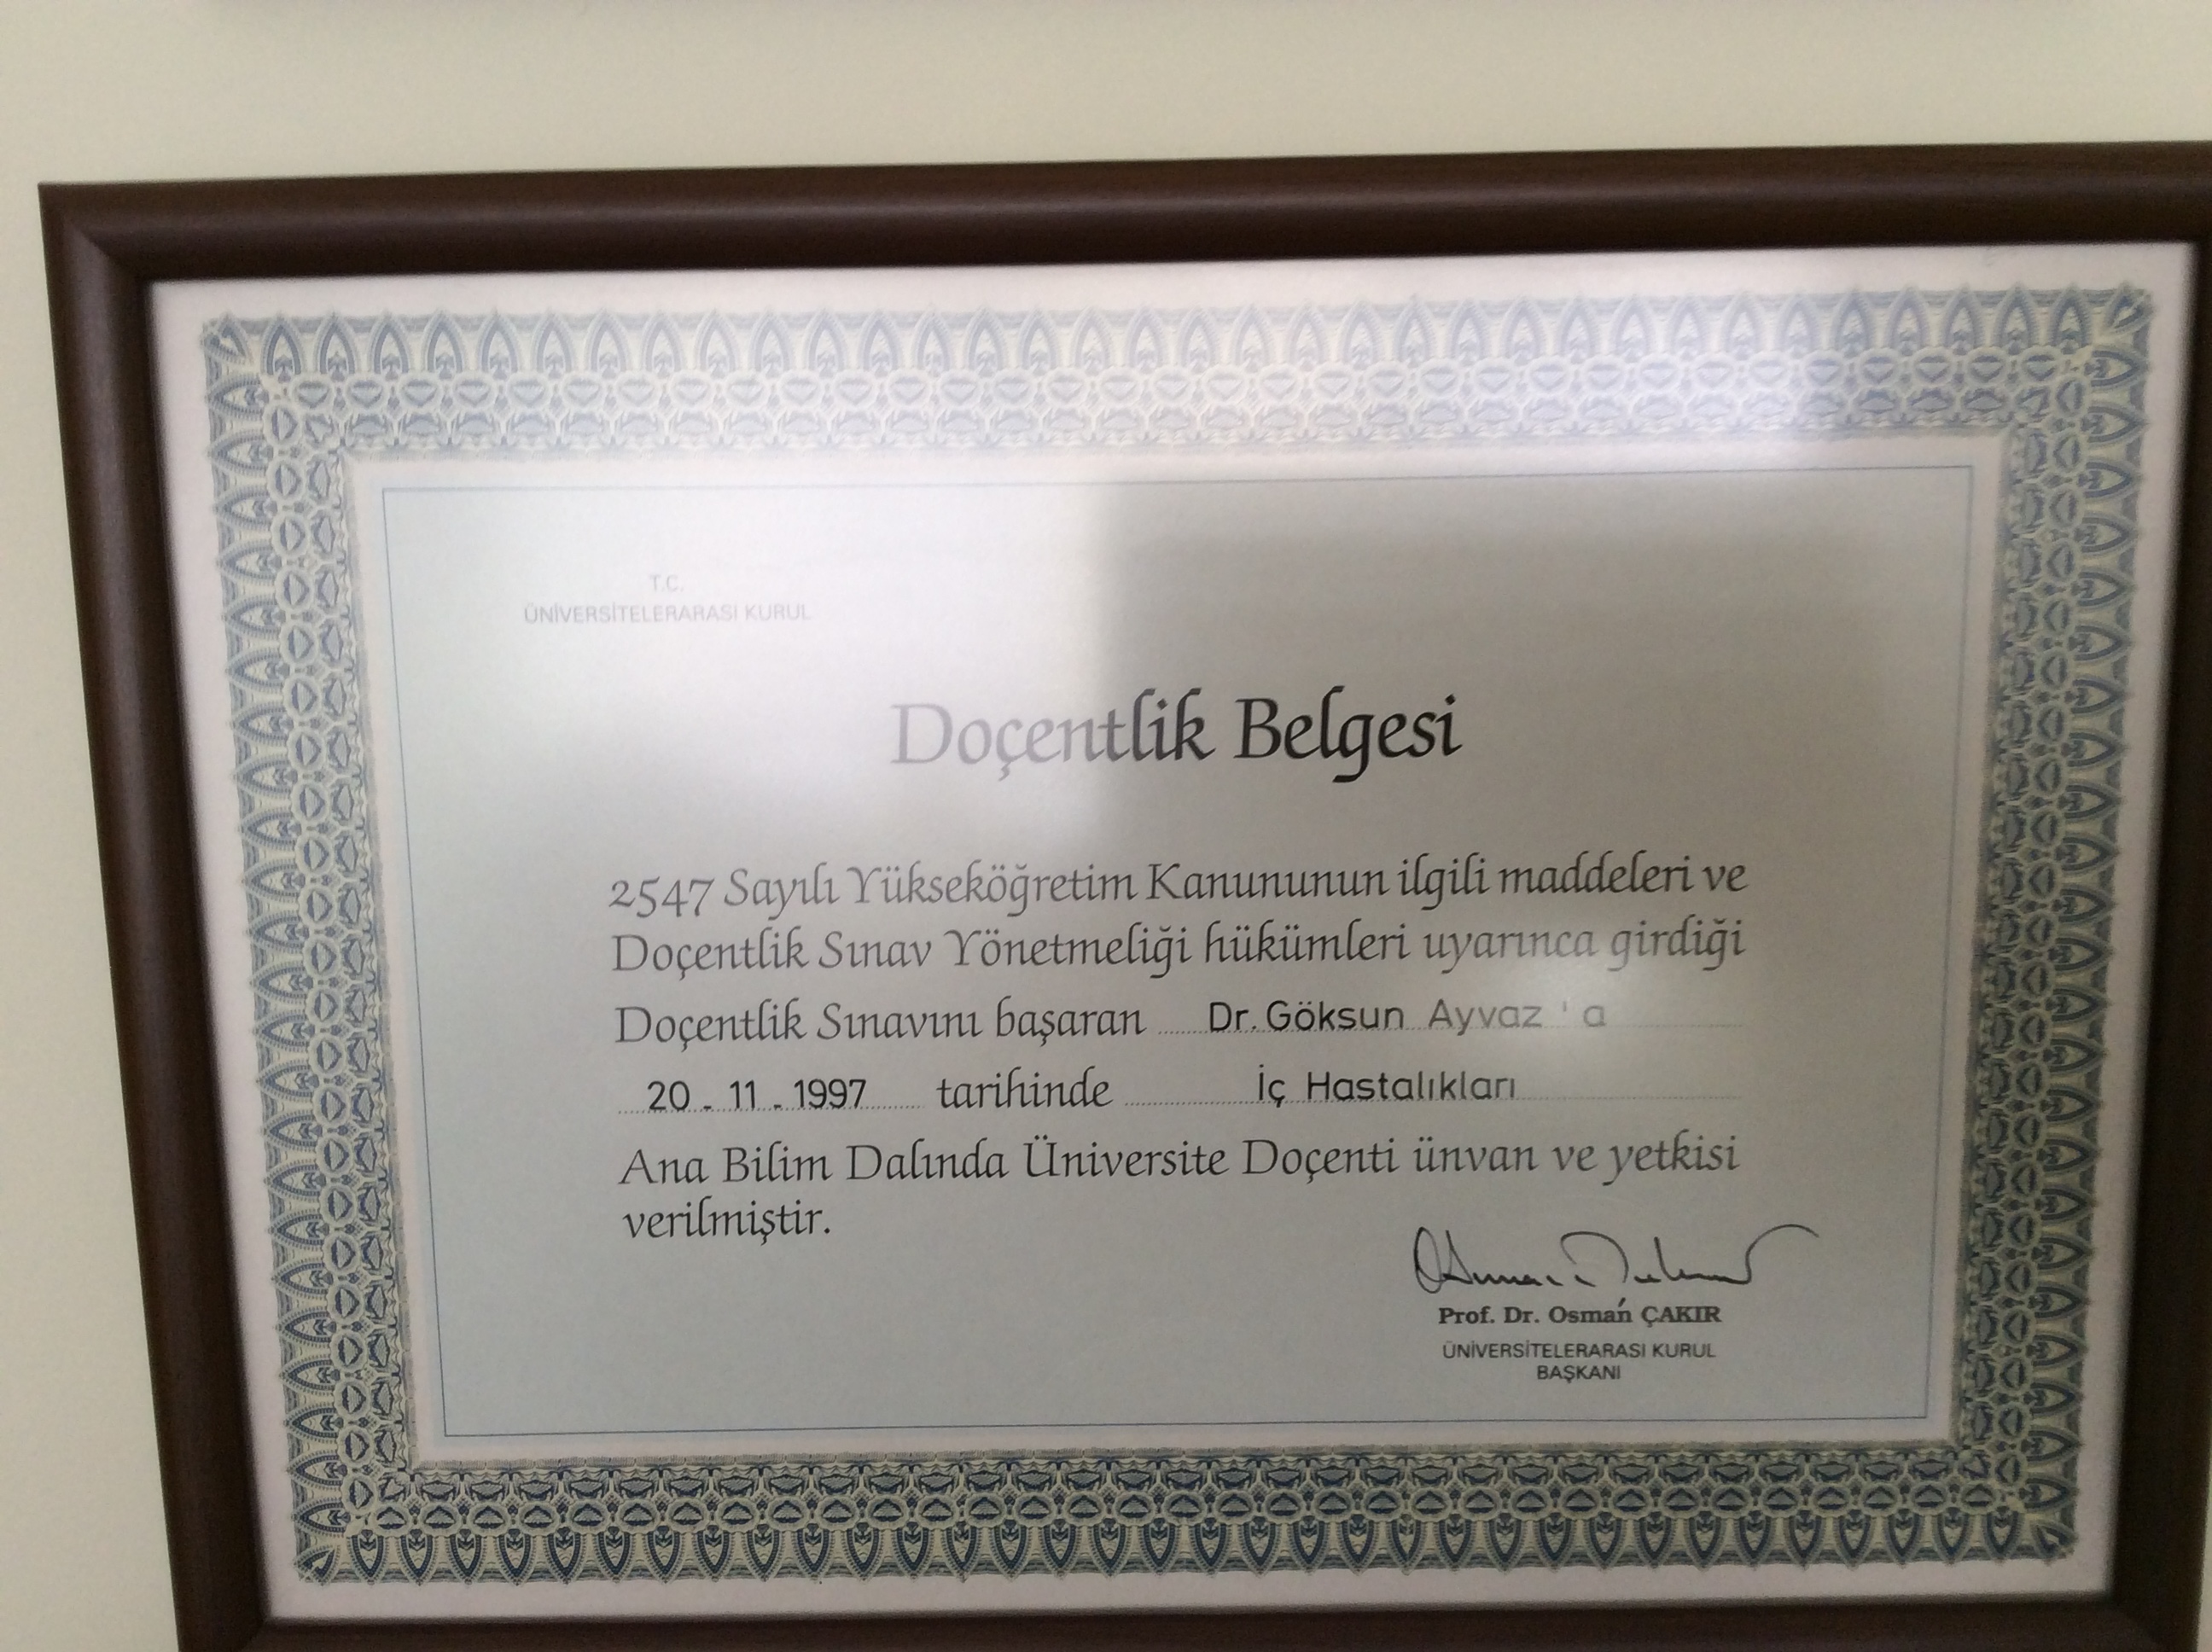 T.C.
ÜNİVERSİTELERARASI KURUL
Doçentlik Belgesi
2547 Sayılı Yükseköğretim Kanununun ilgili maddeleri ve
Doçentlik Sınav Yönetmeliği hükümleri uyarınca girdiği
Doçentlik Sınavını başaran Dr. Göksun Ayvaz ' a
20 - 11 - 1997 tarihinde İç Hastalıkları
Ana Bilim Dalında Üniversite Doçenti ünvan ve yetkisi
verilmiştir.
Prof. Dr. Osman ÇAKIR
ÜNİVERSİTELERARASI KURUL
BAŞKANI